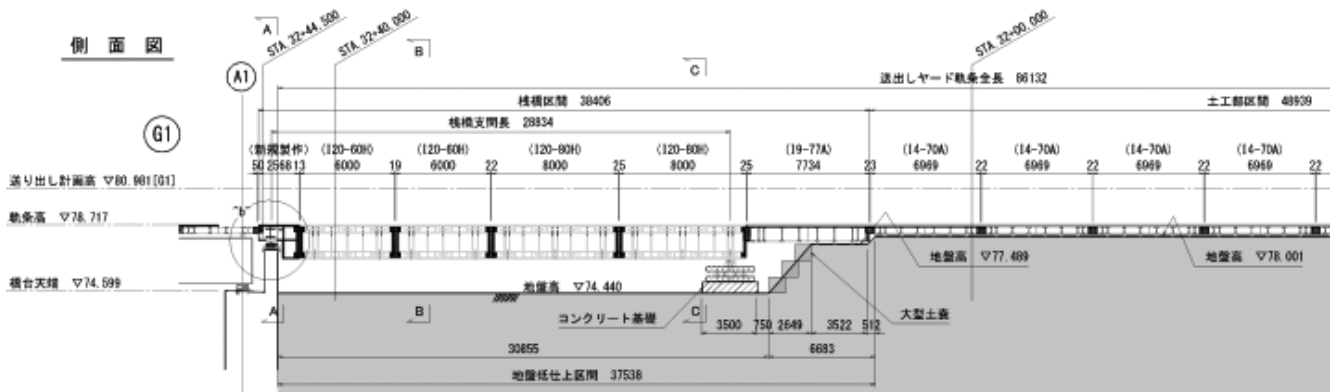 側面図
A
STA.32+44.500
STA.32+40.000
B
C
STA.32+00.000
A1
送出しヤード軌条全長 86132
桟橋区間 38406
土工部区間 48939
桟橋支間長 28834
G1
(新規製作) (I20-60H) (I20-60H) (I20-80H) (I20-80H) (19-77A) (14-70A) (14-70A) (14-70A) (14-70A)
50 2568 13 6000 19 6000 22 8000 25 8000 25 7734 23 6969 22 6969 22 6969 22 6969 22
送り出し計画高 ▽80.981[G1]
軌条高 ▽78.717
b
地盤高 ▽77.489
地盤高 ▽78.001
橋台天端 ▽74.599
地盤高 ▽74.440
A
B
C
コンクリート基礎
大型土嚢
3500 750 2649 3522 512
30855
6683
地盤低仕上区間 37538